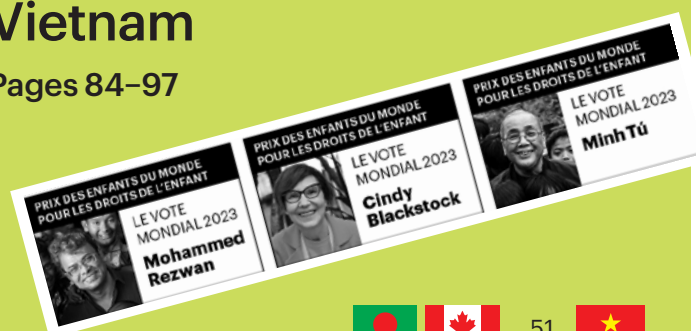 Vietnam
Pages 84–97
PRIX DES ENFANTS DU MONDE
POUR LES DROITS DE L'ENFANT
LE VOTE
MONDIAL 2023
Mohammed
Rezwan
PRIX DES ENFANTS DU MONDE
POUR LES DROITS DE L'ENFANT
LE VOTE
MONDIAL 2023
Cindy
Blackstock
PRIX DES ENFANTS DU MONDE
POUR LES DROITS DE L'ENFANT
LE VOTE
MONDIAL 2023
Minh Tú
51